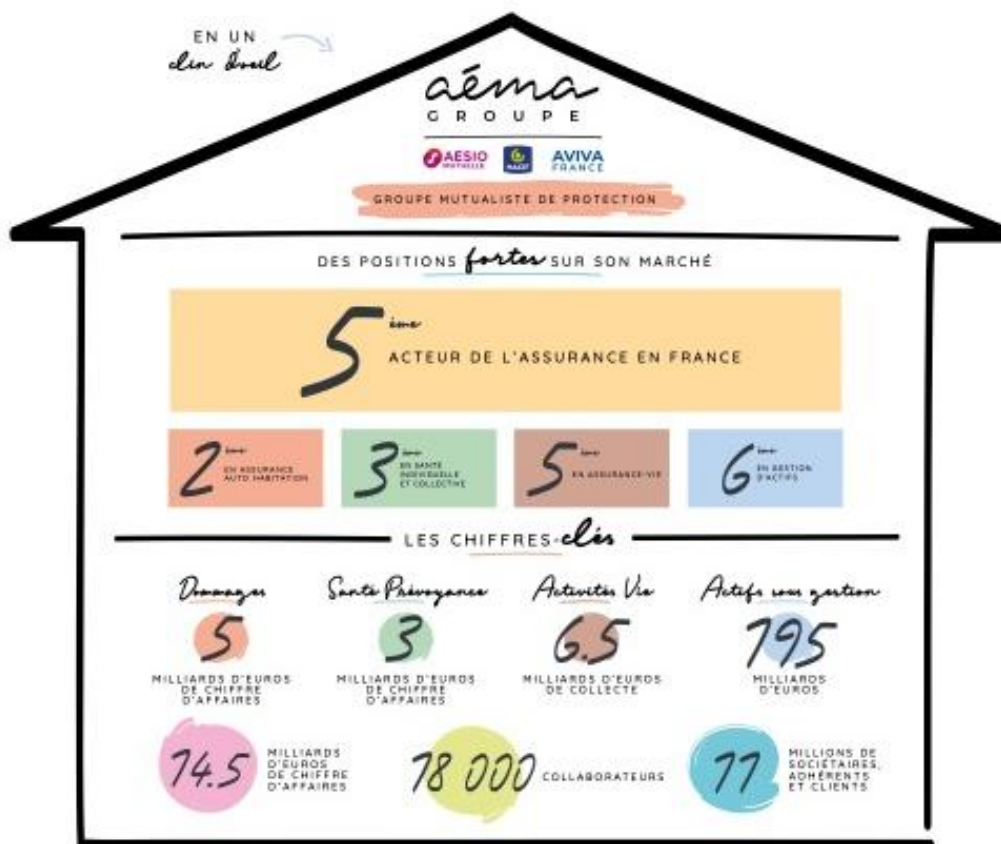 EN UN
clin d'œil
aéma
GROUPE
AESIO
MUTUELLE
MACIF
AVIVA
FRANCE
GROUPE MUTUALISTE DE PROTECTION
DES POSITIONS fortes SUR SON MARCHÉ
5ème
ACTEUR DE L'ASSURANCE EN FRANCE
2ème
EN ASSURANCE
AUTO HABITATION
3ème
EN SANTÉ
INDIVIDUELLE
ET COLLECTIVE
5ème
EN ASSURANCE-VIE
6ème
EN GESTION
D'ACTIFS
LES CHIFFRES-clés
Dommages
5
MILLIARDS D'EUROS
DE CHIFFRE
D'AFFAIRES
Santé Prévoyance
3
MILLIARDS D'EUROS
DE CHIFFRE
D'AFFAIRES
Activités Vie
6.5
MILLIARDS D'EUROS
DE COLLECTE
Actifs sous gestion
195
MILLIARDS
D'EUROS
14.5
MILLIARDS
D'EUROS
DE CHIFFRE
D'AFFAIRES
18 000
COLLABORATEURS
11
MILLIONS DE
SOCIÉTAIRES,
ADHÉRENTS
ET CLIENTS